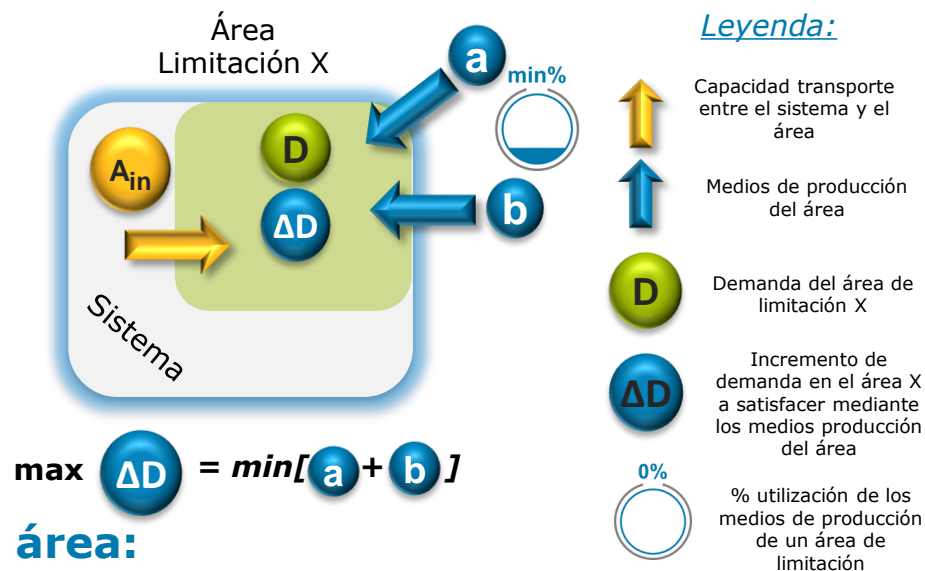 Área
Limitación X
a
min%
D
A_in
ΔD
b
Sistema
max ΔD = min[a + b]
área:
Leyenda:
Capacidad transporte
entre el sistema y el
área
Medios de producción
del área
D
Demanda del área de
limitación X
ΔD
Incremento de
demanda en el área X
a satisfacer mediante
los medios producción
del área
0%
% utilización de los
medios de producción
de un área de
limitación